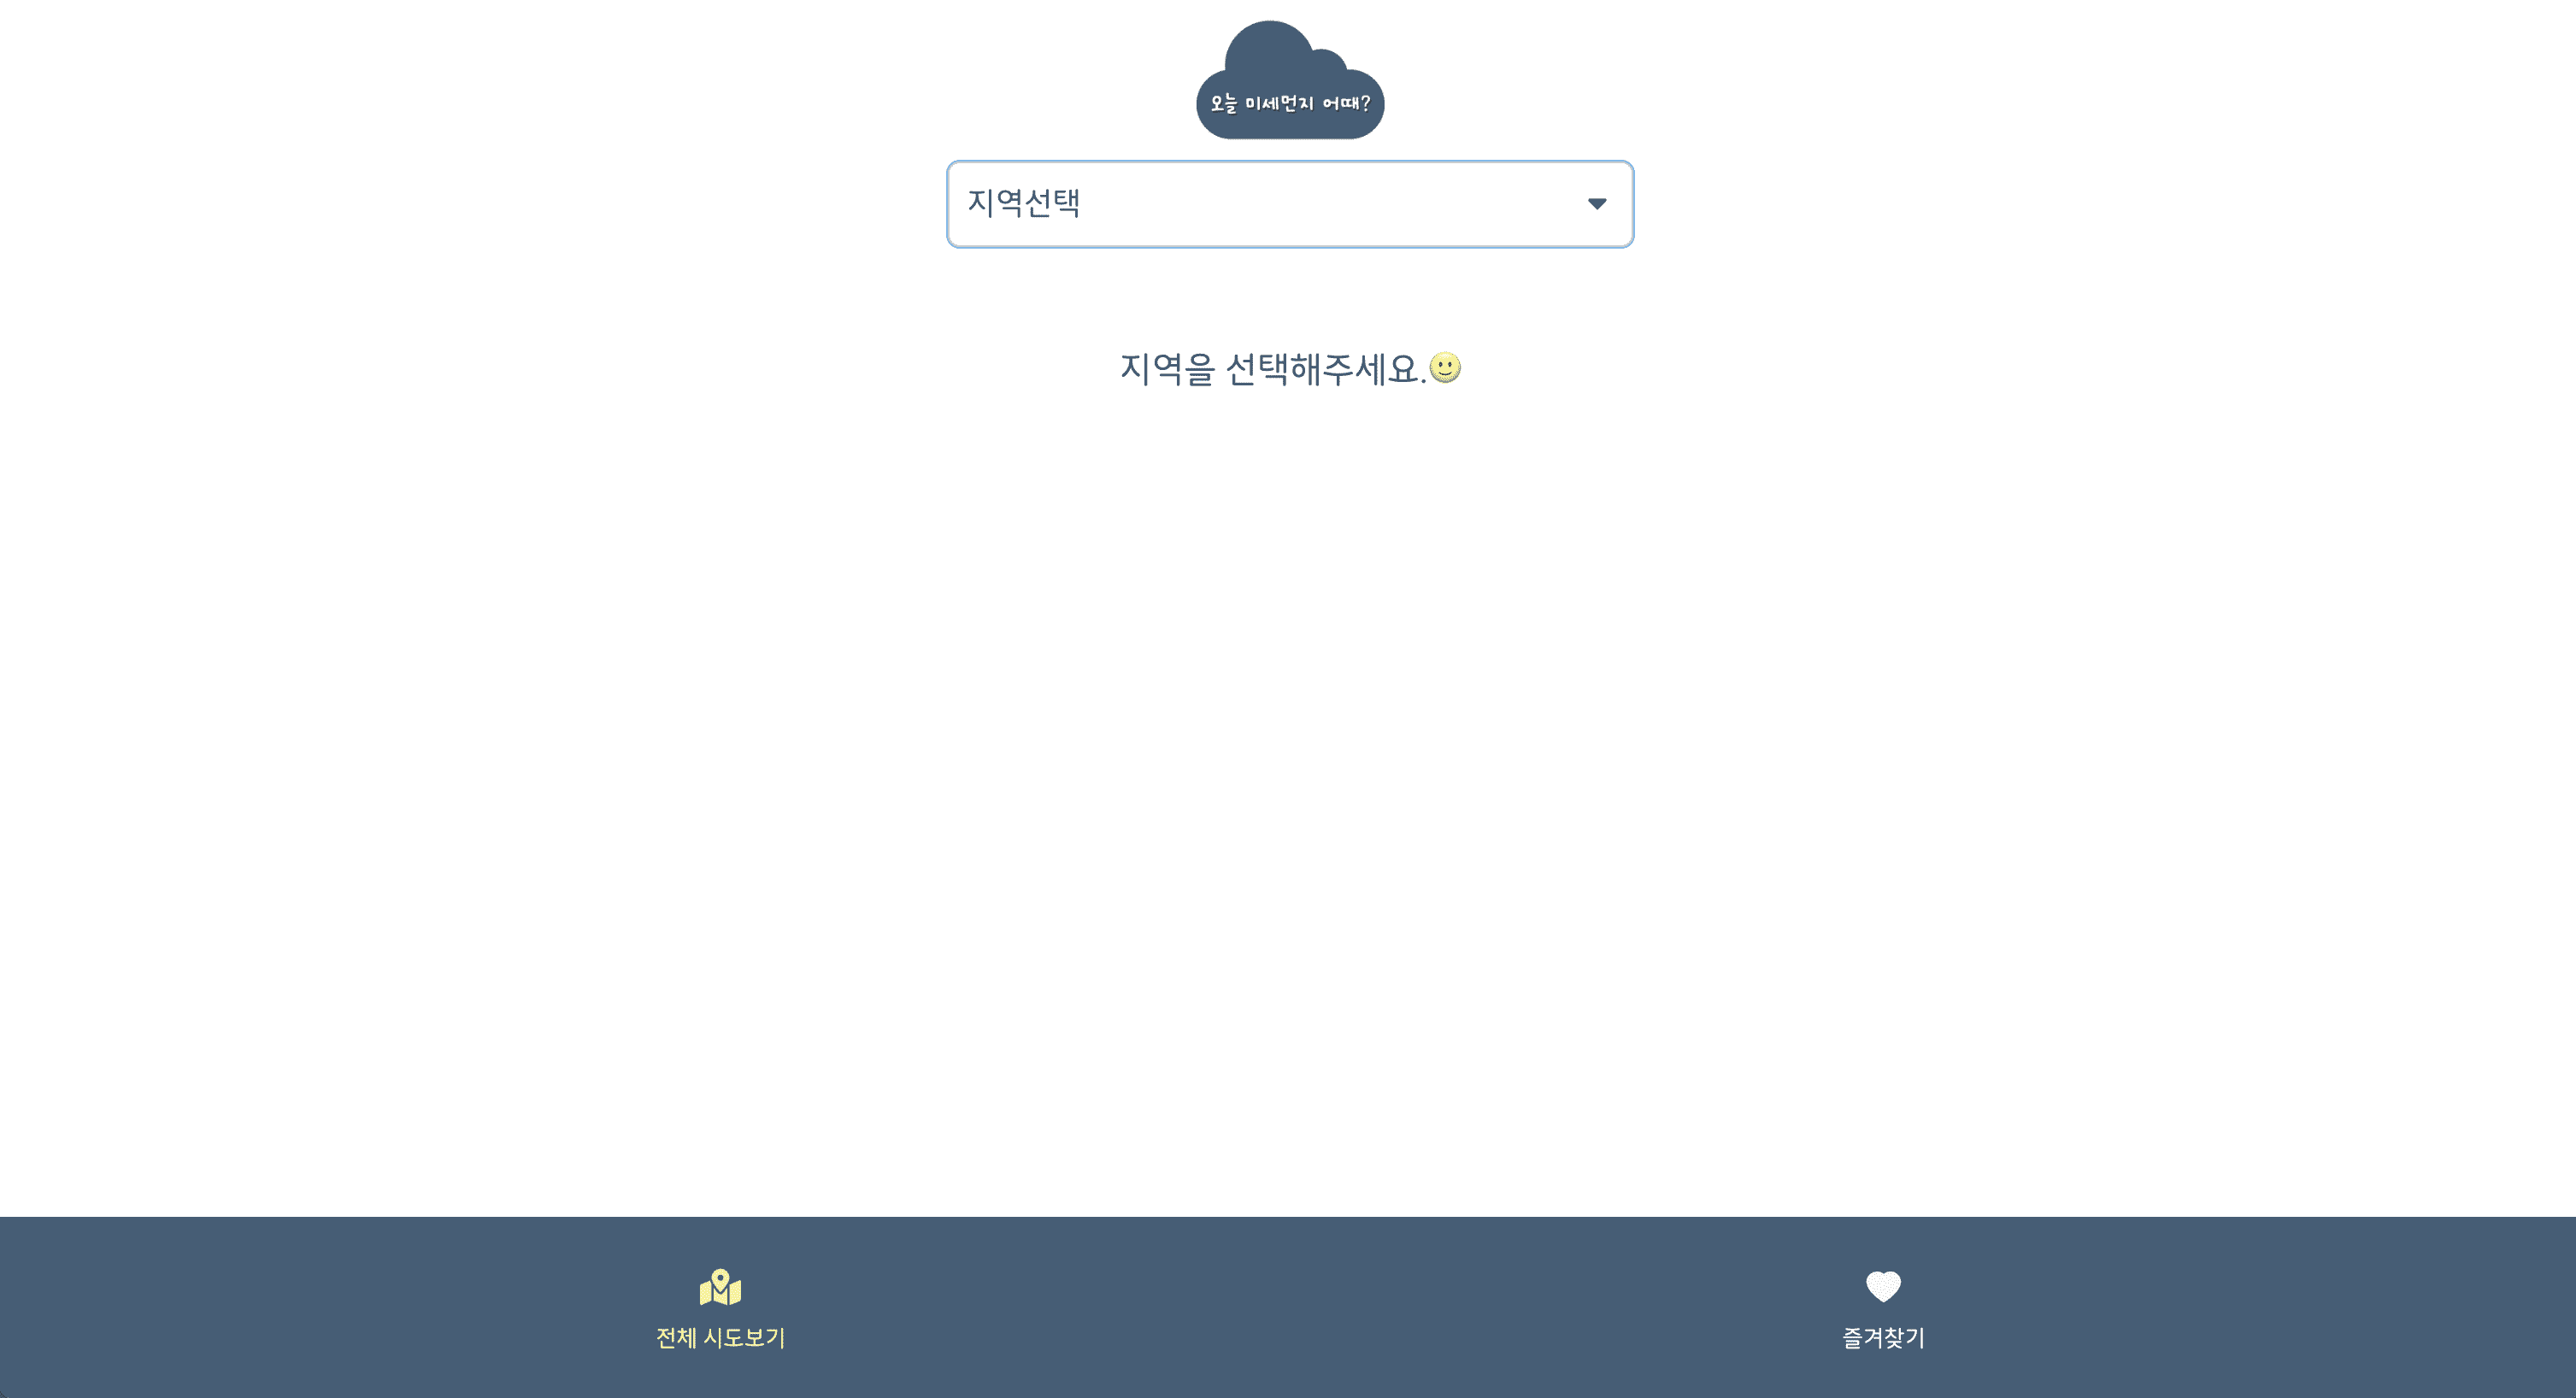 오늘 미세먼지 어때?
지역선택
지역을 선택해주세요.🙂
전체 시도보기
즐겨찾기